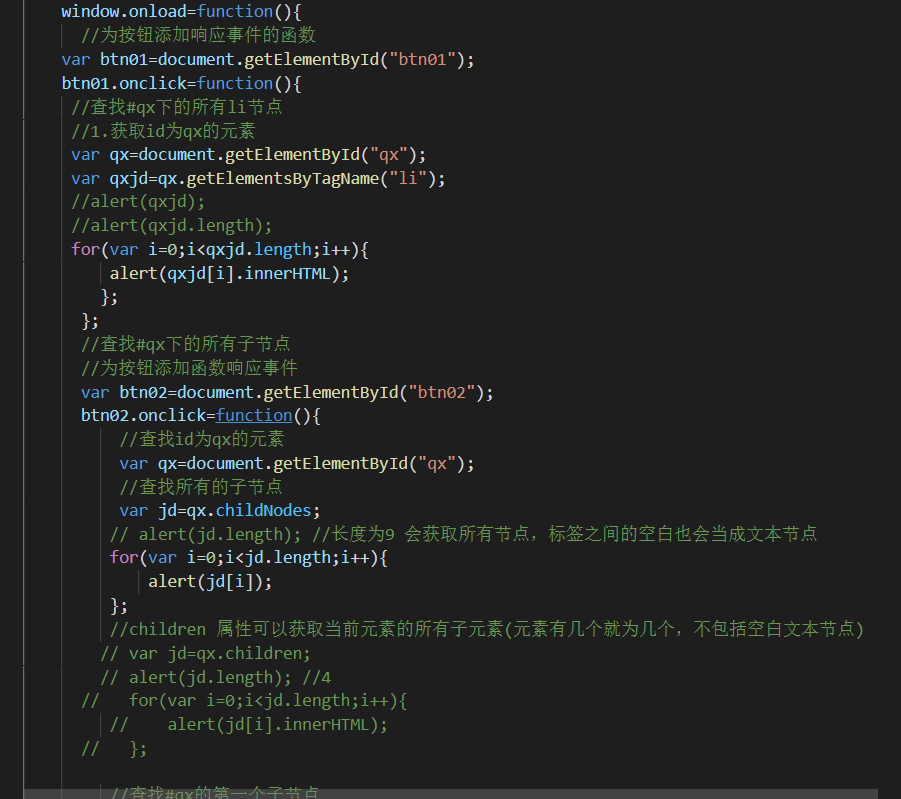 window.onload=function(){
//为按钮添加响应事件的函数
var btn01=document.getElementById("btn01");
btn01.onclick=function(){
//查找#qx下的所有li节点
//1.获取id为qx的元素
var qx=document.getElementById("qx");
var qxjd=qx.getElementsByTagName("li");
//alert(qxjd);
//alert(qxjd.length);
for(var i=0;i<qxjd.length;i++){
alert(qxjd[i].innerHTML);
};
};
//查找#qx下的所有子节点
//为按钮添加函数响应事件
var btn02=document.getElementById("btn02");
btn02.onclick=function(){
//查找id为qx的元素
var qx=document.getElementById("qx");
//查找所有的子节点
var jd=qx.childNodes;
// alert(jd.length); //长度为9 会获取所有节点，标签之间的空白也会当成文本节点
for(var i=0;i<jd.length;i++){
alert(jd[i]);
};
//children 属性可以获取当前元素的所有子元素(元素有几个就为几个，不包括空白文本节点)
// var jd=qx.children;
// alert(jd.length); //4
// for(var i=0;i<jd.length;i++){
// alert(jd[i].innerHTML);
// };
//查找#qx的第一个子节点